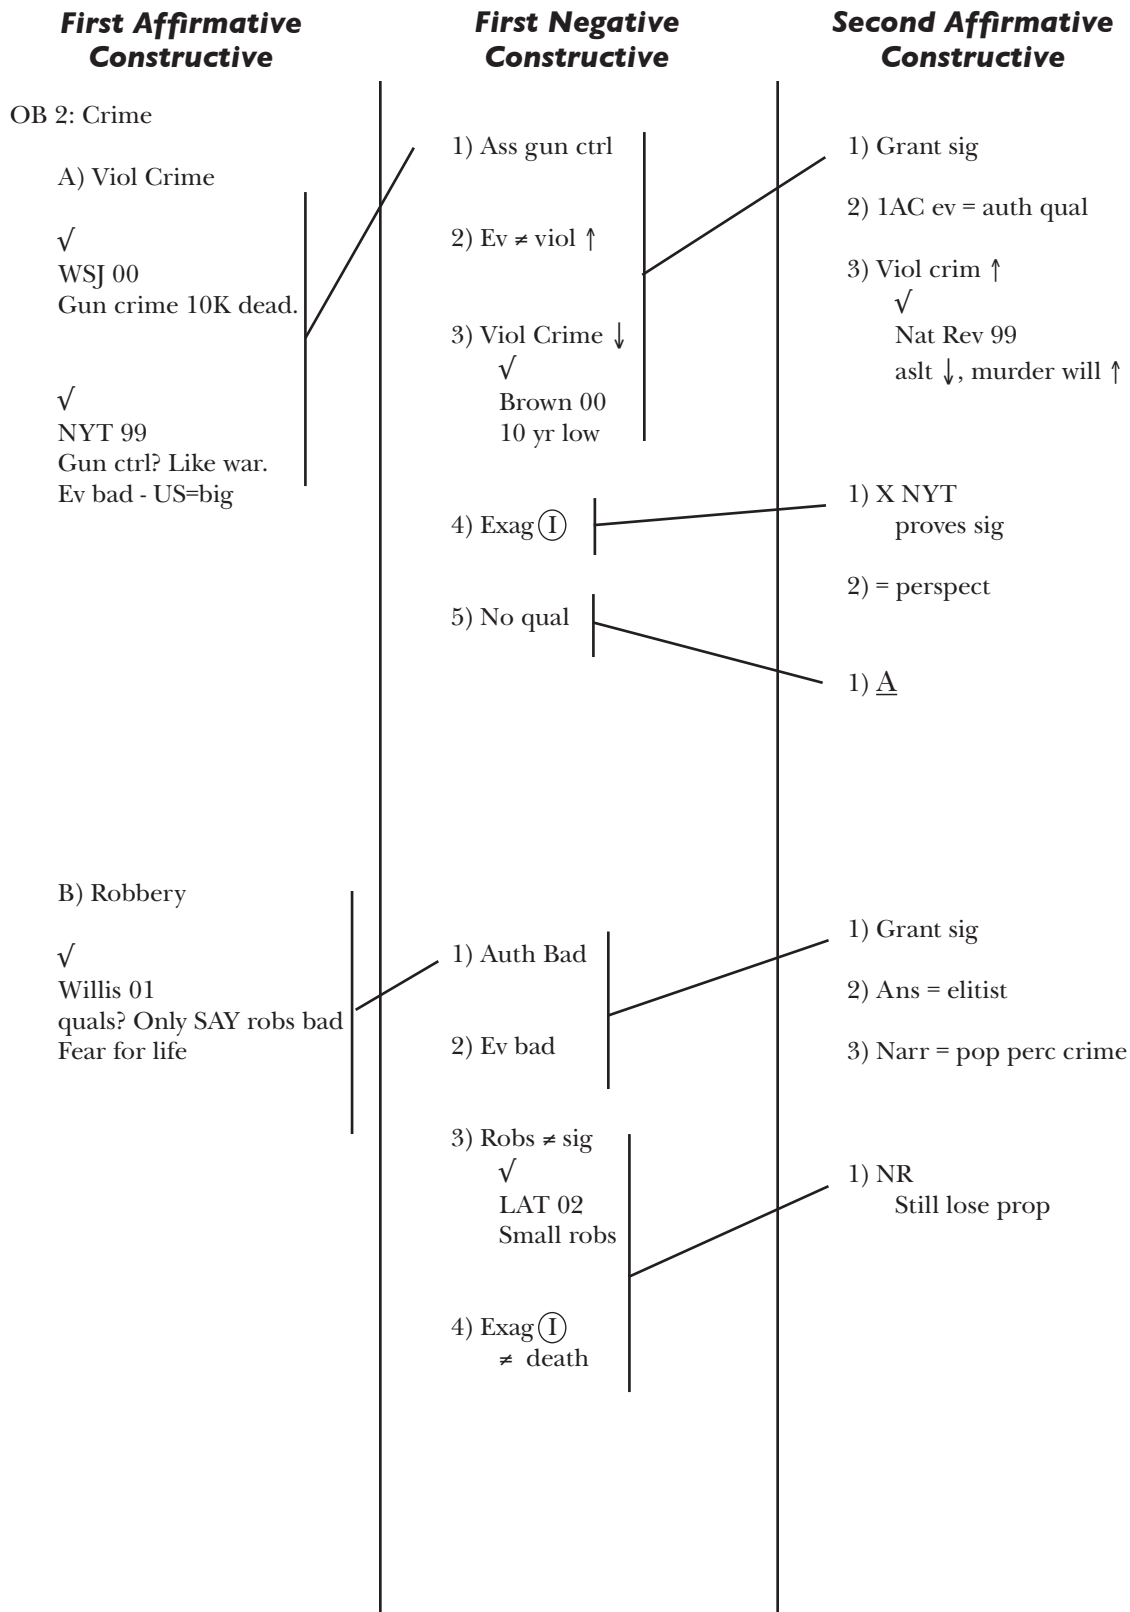 First Affirmative
Constructive
OB 2: Crime
A) Viol Crime
√
WSJ 00
Gun crime 10K dead.
√
NYT 99
Gun ctrl? Like war.
Ev bad - US=big
B) Robbery
√
Willis 01
quals? Only SAY robs bad
Fear for life
First Negative
Constructive
1) Ass gun ctrl
2) Ev ≠ viol ↑
3) Viol Crime ↓
√
Brown 00
10 yr low
4) Exag Ⓘ
5) No qual
1) Auth Bad
2) Ev bad
3) Robs ≠ sig
√
LAT 02
Small robs
4) Exag Ⓘ
≠ death
Second Affirmative
Constructive
1) Grant sig
2) 1AC ev = auth qual
3) Viol crim ↑
√
Nat Rev 99
aslt ↓, murder will ↑
1) X NYT
proves sig
2) = perspect
1) A
1) Grant sig
2) Ans = elitist
3) Narr = pop perc crime
1) NR
Still lose prop